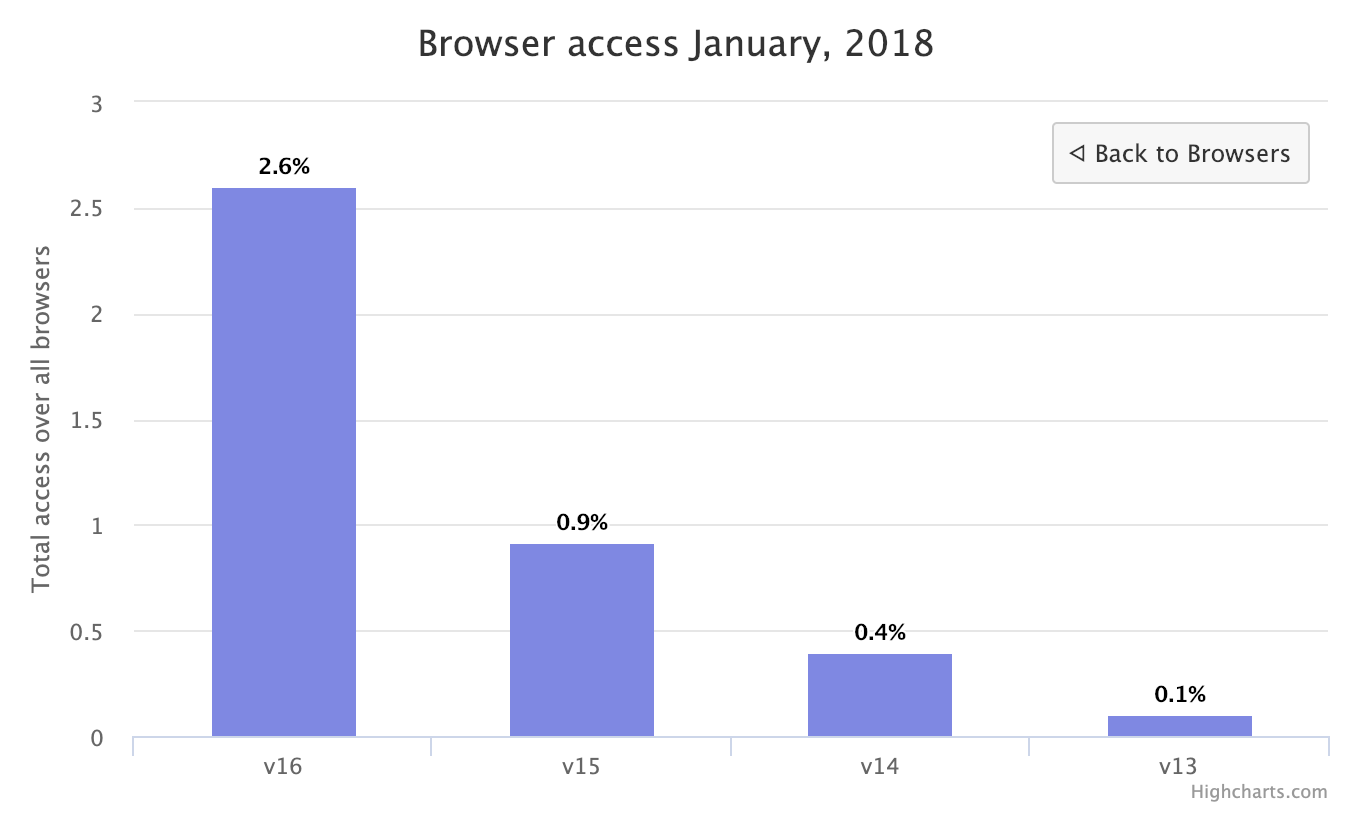 Browser access January, 2018
◁ Back to Browsers
Total access over all browsers
3
2.5
2
1.5
1
0.5
0
2.6%
0.9%
0.4%
0.1%
v16 v15 v14 v13
Highcharts.com